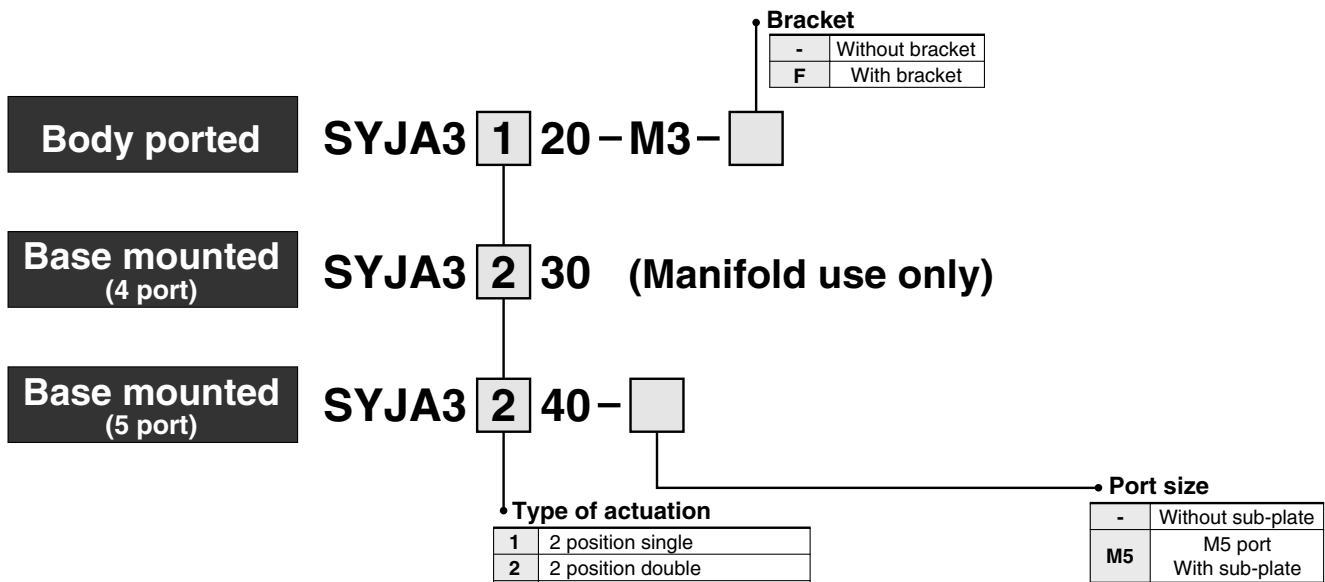 Bracket
- Without bracket
F With bracket
Body ported SYJA3 1 20–M3–
Base mounted
(4 port)
SYJA3 2 30 (Manifold use only)
Base mounted
(5 port)
SYJA3 2 40–
Port size
- Without sub-plate
M5 M5 port
With sub-plate
Type of actuation
1 2 position single
2 2 position double